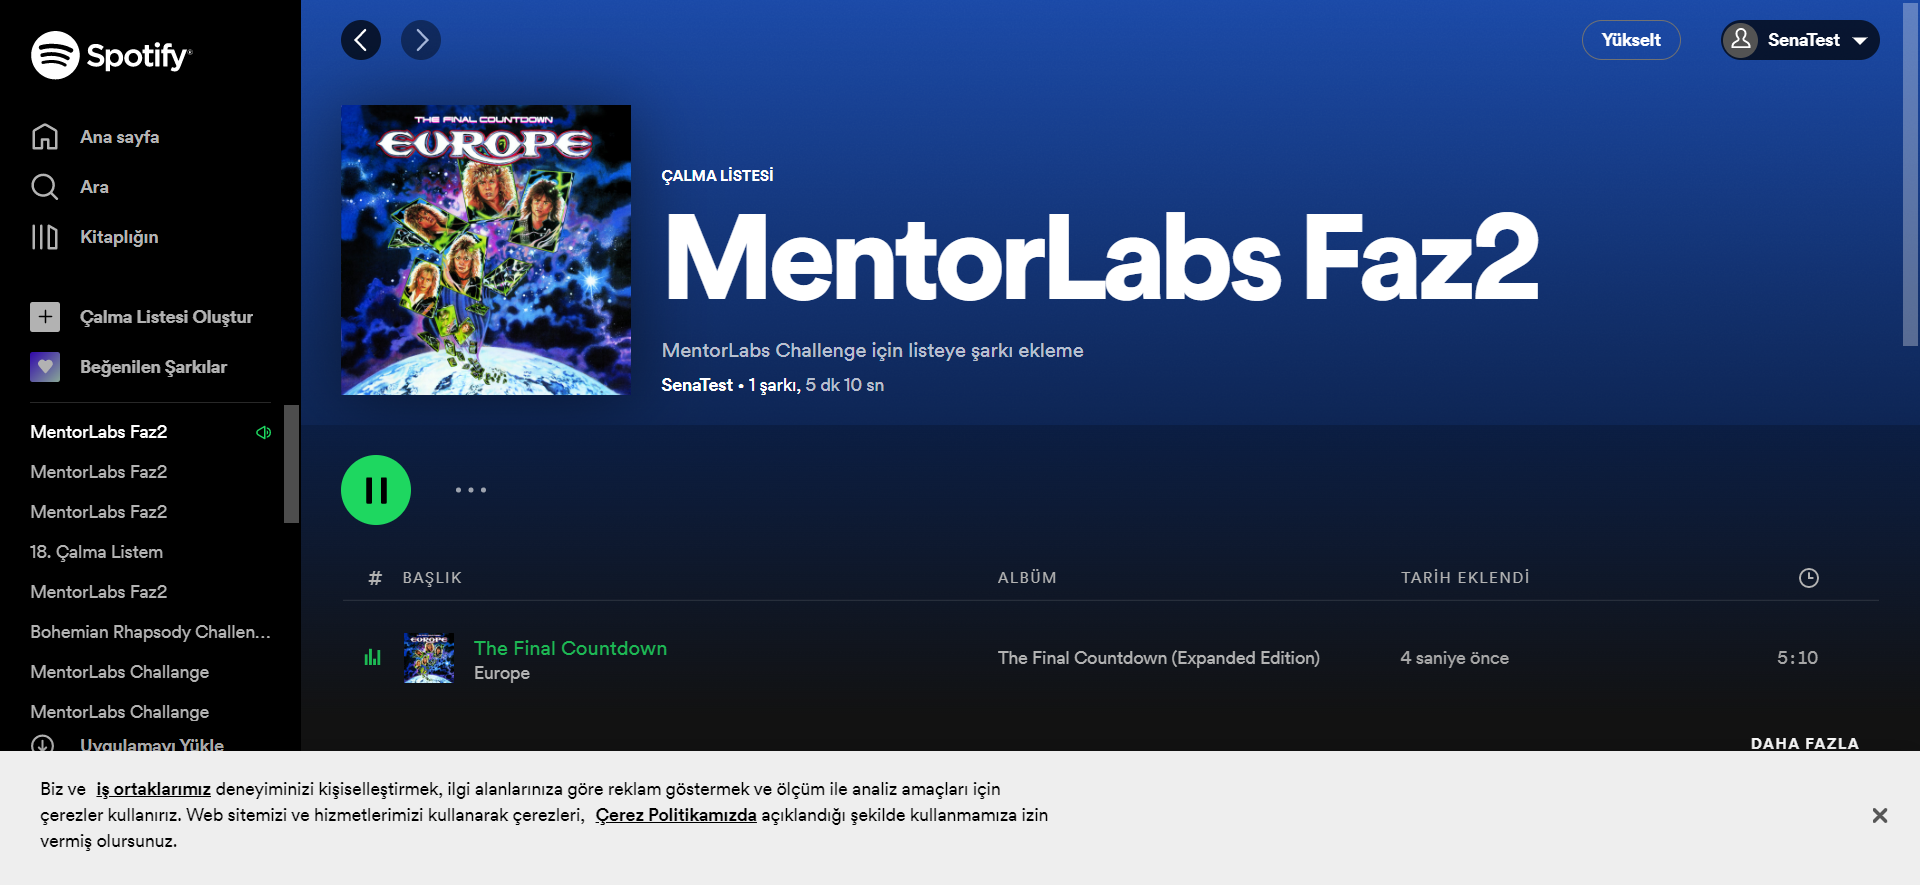 Spotify
Ana sayfa
Ara
Kitaplığın
Çalma Listesi Oluştur
Beğenilen Şarkılar
MentorLabs Faz2
MentorLabs Faz2
MentorLabs Faz2
18. Çalma Listem
MentorLabs Faz2
Bohemian Rhapsody Challen...
MentorLabs Challange
MentorLabs Challange
Uygulamayı Yükle
Yükselt
SenaTest
THE FINAL COUNTDOWN
EUROPE
ÇALMA LİSTESİ
MentorLabs Faz2
MentorLabs Challenge için listeye şarkı ekleme
SenaTest • 1 şarkı, 5 dk 10 sn
# BAŞLIK ALBÜM TARİH EKLENDİ
EUROPE
The Final Countdown
Europe
The Final Countdown (Expanded Edition)
4 saniye önce
5:10
DAHA FAZLA
Biz ve iş ortaklarımız deneyiminizi kişiselleştirmek, ilgi alanlarınıza göre reklam göstermek ve ölçüm ile analiz amaçları için
çerezler kullanırız. Web sitemizi ve hizmetlerimizi kullanarak çerezleri, Çerez Politikamızda açıklandığı şekilde kullanmamıza izin
vermiş olursunuz.